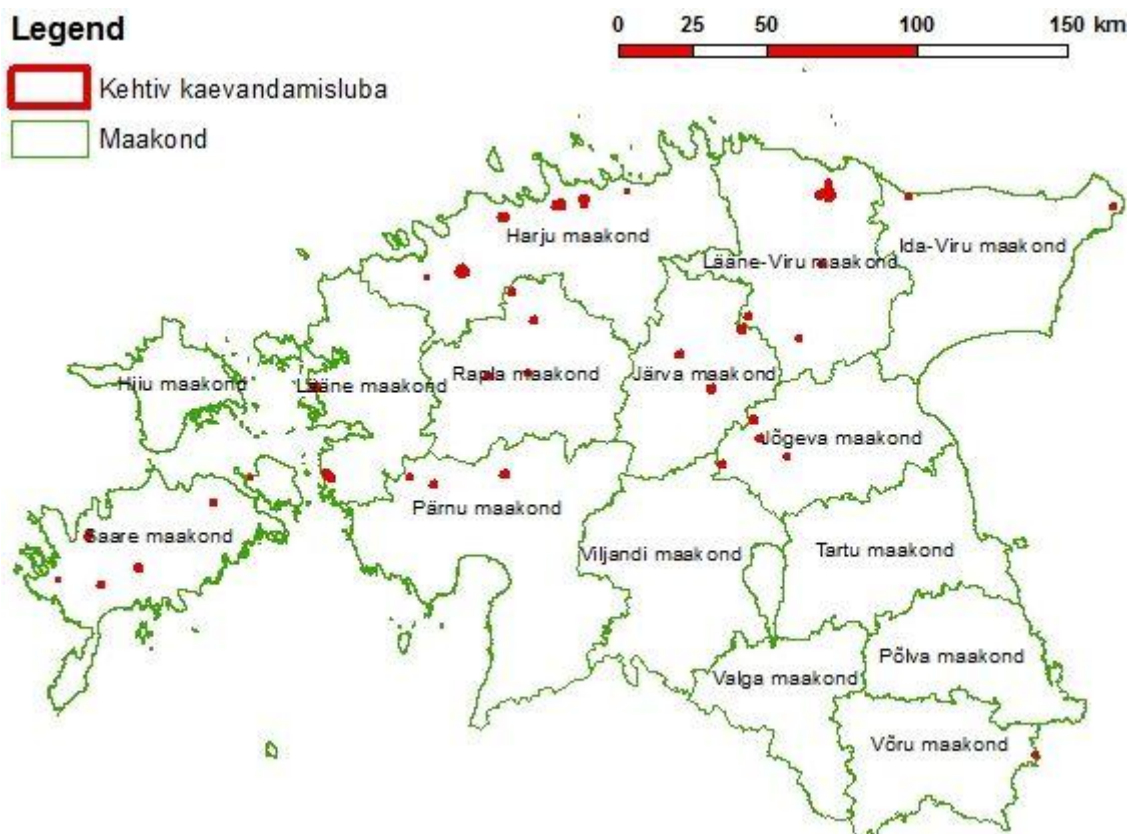 Legend
0 25 50 100 150 km
Kehtiv kaevandamisluba
Maakond
Harju maakond
Ida-Viru maakond
Lääne-Viru maakond
Hiiu maakond
Lääne maakond
Rapla maakond
Järva maakond
Jõgeva maakond
Pärnu maakond
Saare maakond
Viljandi maakond
Tartu maakond
Põlva maakond
Valga maakond
Võru maakond